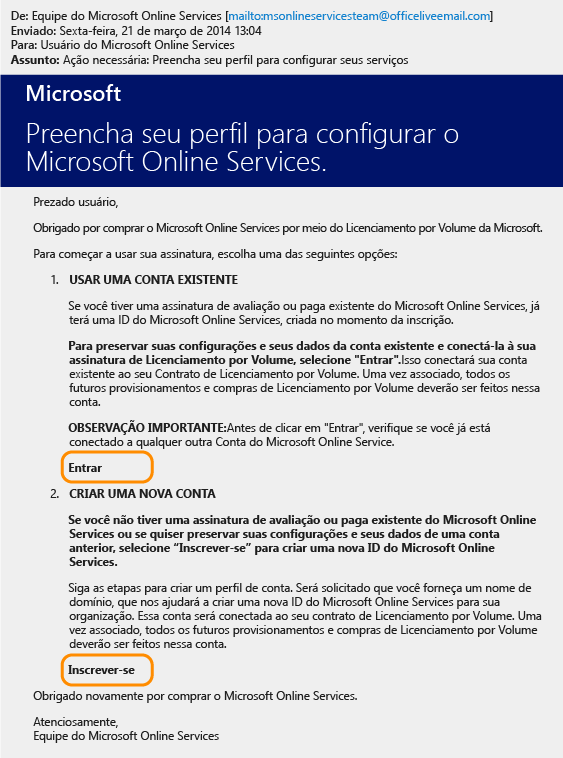 De: Equipe do Microsoft Online Services [mailto:msonlineservicesteam@officeliveemail.com]
Enviado: Sexta-feira, 21 de março de 2014 13:04
Para: Usuário do Microsoft Online Services
Assunto: Ação necessária: Preencha seu perfil para configurar seus serviços
Microsoft
Preencha seu perfil para configurar o
Microsoft Online Services.
Prezado usuário,
Obrigado por comprar o Microsoft Online Services por meio do Licenciamento por Volume da Microsoft.
Para começar a usar sua assinatura, escolha uma das seguintes opções:
1. USAR UMA CONTA EXISTENTE
Se você tiver uma assinatura de avaliação ou paga existente do Microsoft Online Services, já
terá uma ID do Microsoft Online Services, criada no momento da inscrição.
Para preservar suas configurações e seus dados da conta existente e conectá-la à sua
assinatura de Licenciamento por Volume, selecione "Entrar".Isso conectará sua conta
existente ao seu Contrato de Licenciamento por Volume. Uma vez associado, todos os
futuros provisionamentos e compras de Licenciamento por Volume deverão ser feitos nessa
conta.
OBSERVAÇÃO IMPORTANTE:Antes de clicar em "Entrar", verifique se você já está
conectado a qualquer outra Conta do Microsoft Online Service.
Entrar
2. CRIAR UMA NOVA CONTA
Se você não tiver uma assinatura de avaliação ou paga existente do Microsoft Online
Services ou se quiser preservar suas configurações e seus dados de uma conta
anterior, selecione “Inscrever-se” para criar uma nova ID do Microsoft Online
Services.
Siga as etapas para criar um perfil de conta. Será solicitado que você forneça um nome de
domínio, que nos ajudará a criar uma nova ID do Microsoft Online Services para sua
organização. Essa conta será conectada ao seu contrato de Licenciamento por Volume. Uma
vez associado, todos os futuros provisionamentos e compras de Licenciamento por Volume
deverão ser feitos nessa conta.
Inscrever-se
Obrigado novamente por comprar o Microsoft Online Services.
Atenciosamente,
Equipe do Microsoft Online Services